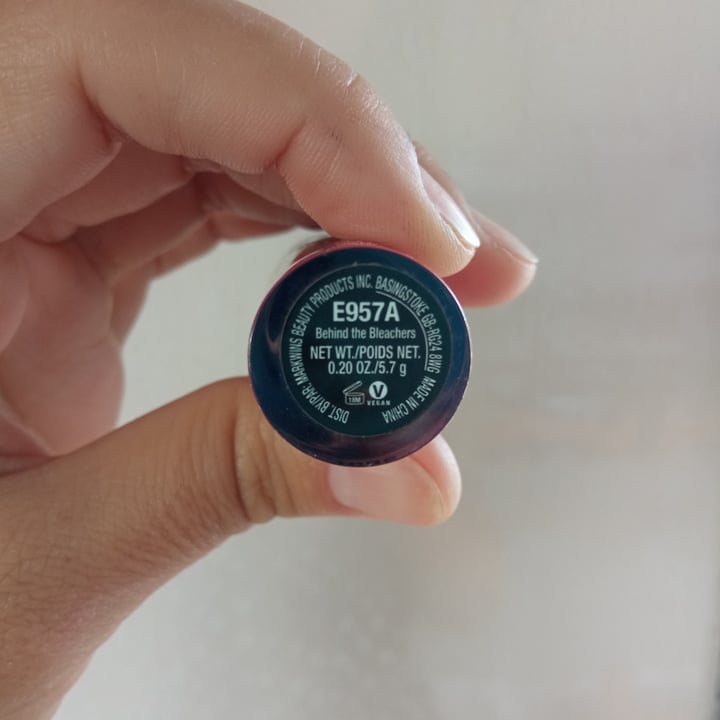 E957A
Behind the Bleachers
NET WT./POIDS NET.
0.20 OZ./5.7 g
18M
V
VEGAN
DIST. BY/PAR: MARKWINS BEAUTY PRODUCTS INC. BASINGSTOKE GB-RG24 8WG MADE IN CHINA